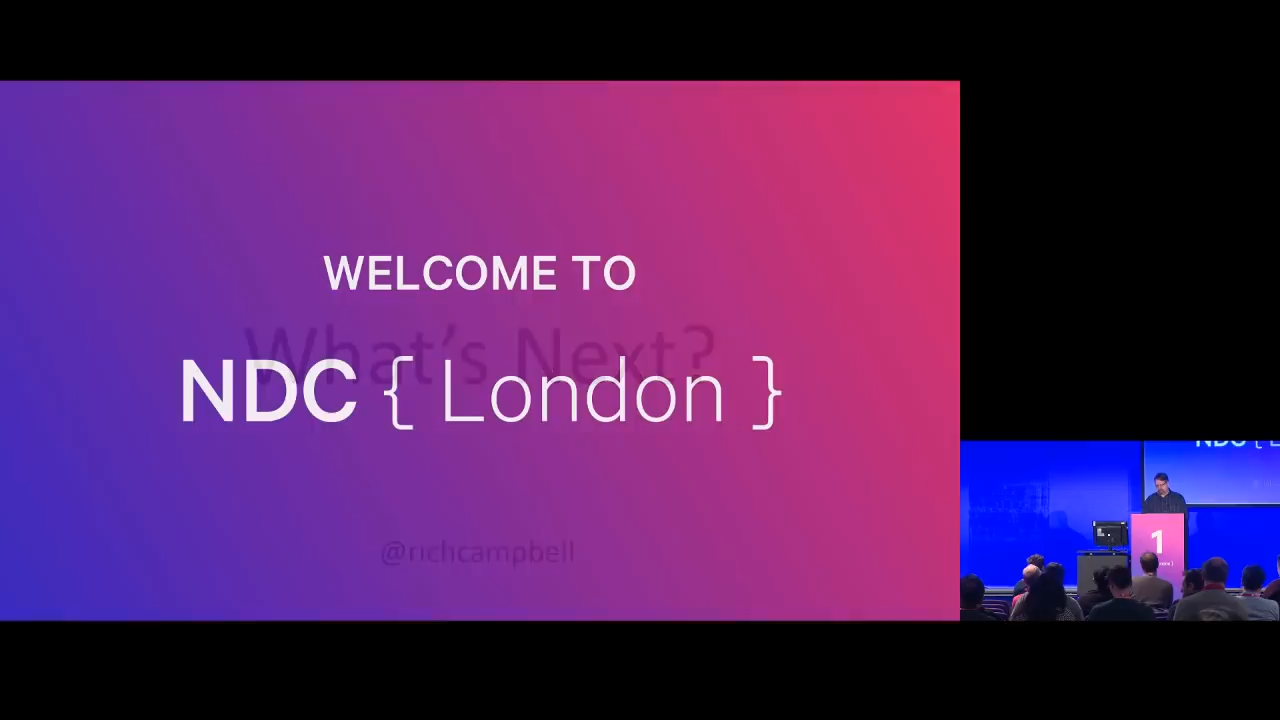 WELCOME TO
What's Next?
NDC { London }
@richcampbell
1